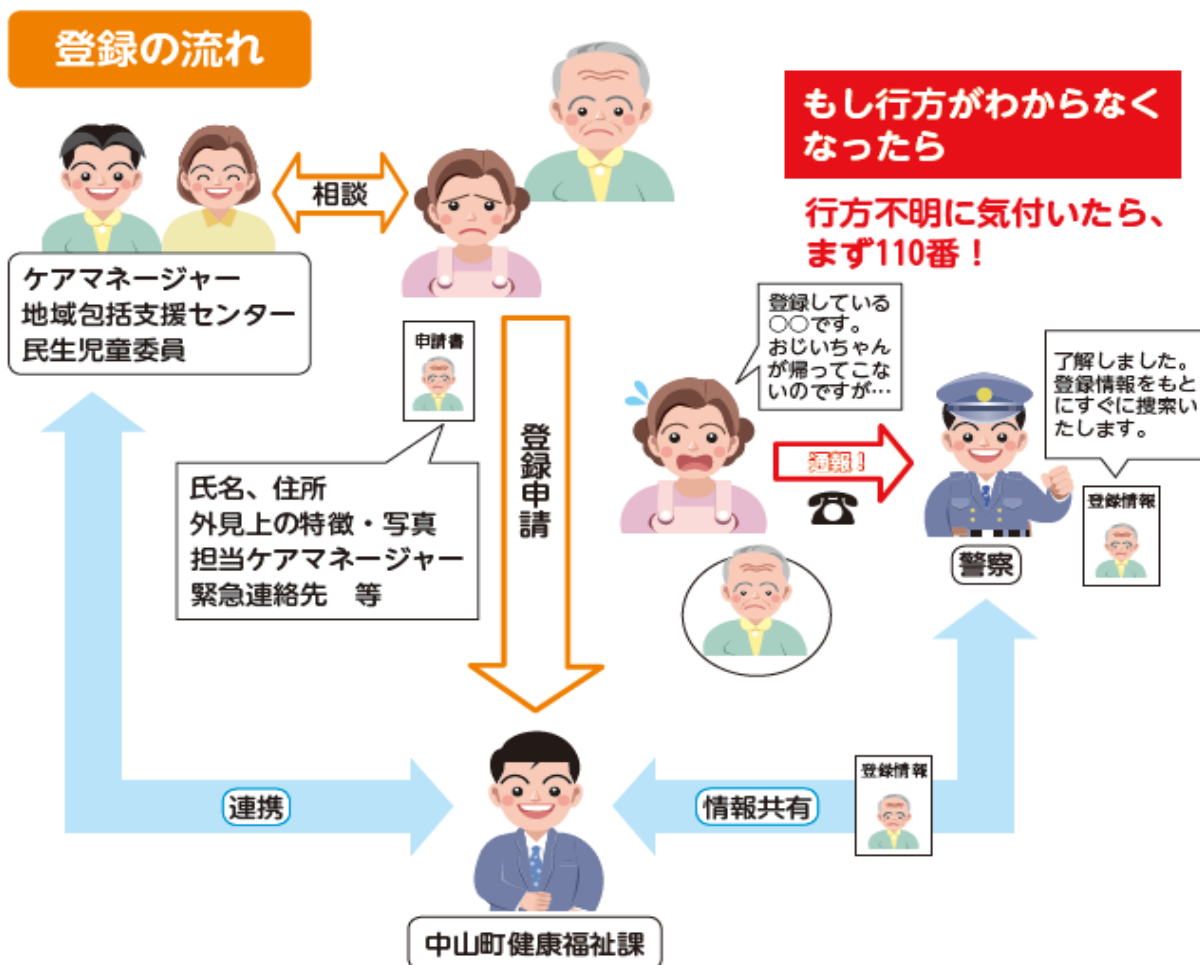 登録の流れ
相談
ケアマネージャー
地域包括支援センター
民生児童委員
申請書
氏名、住所
外見上の特徴・写真
担当ケアマネージャー
緊急連絡先　等
登録申請
もし行方がわからなく
なったら
行方不明に気付いたら、
まず110番！
登録している
○○です。
おじいちゃん
が帰ってこな
いのですが…
通報！
了解しました。
登録情報をもと
にすぐに捜索い
たします。
登録情報
警察
連携
情報共有
登録情報
中山町健康福祉課